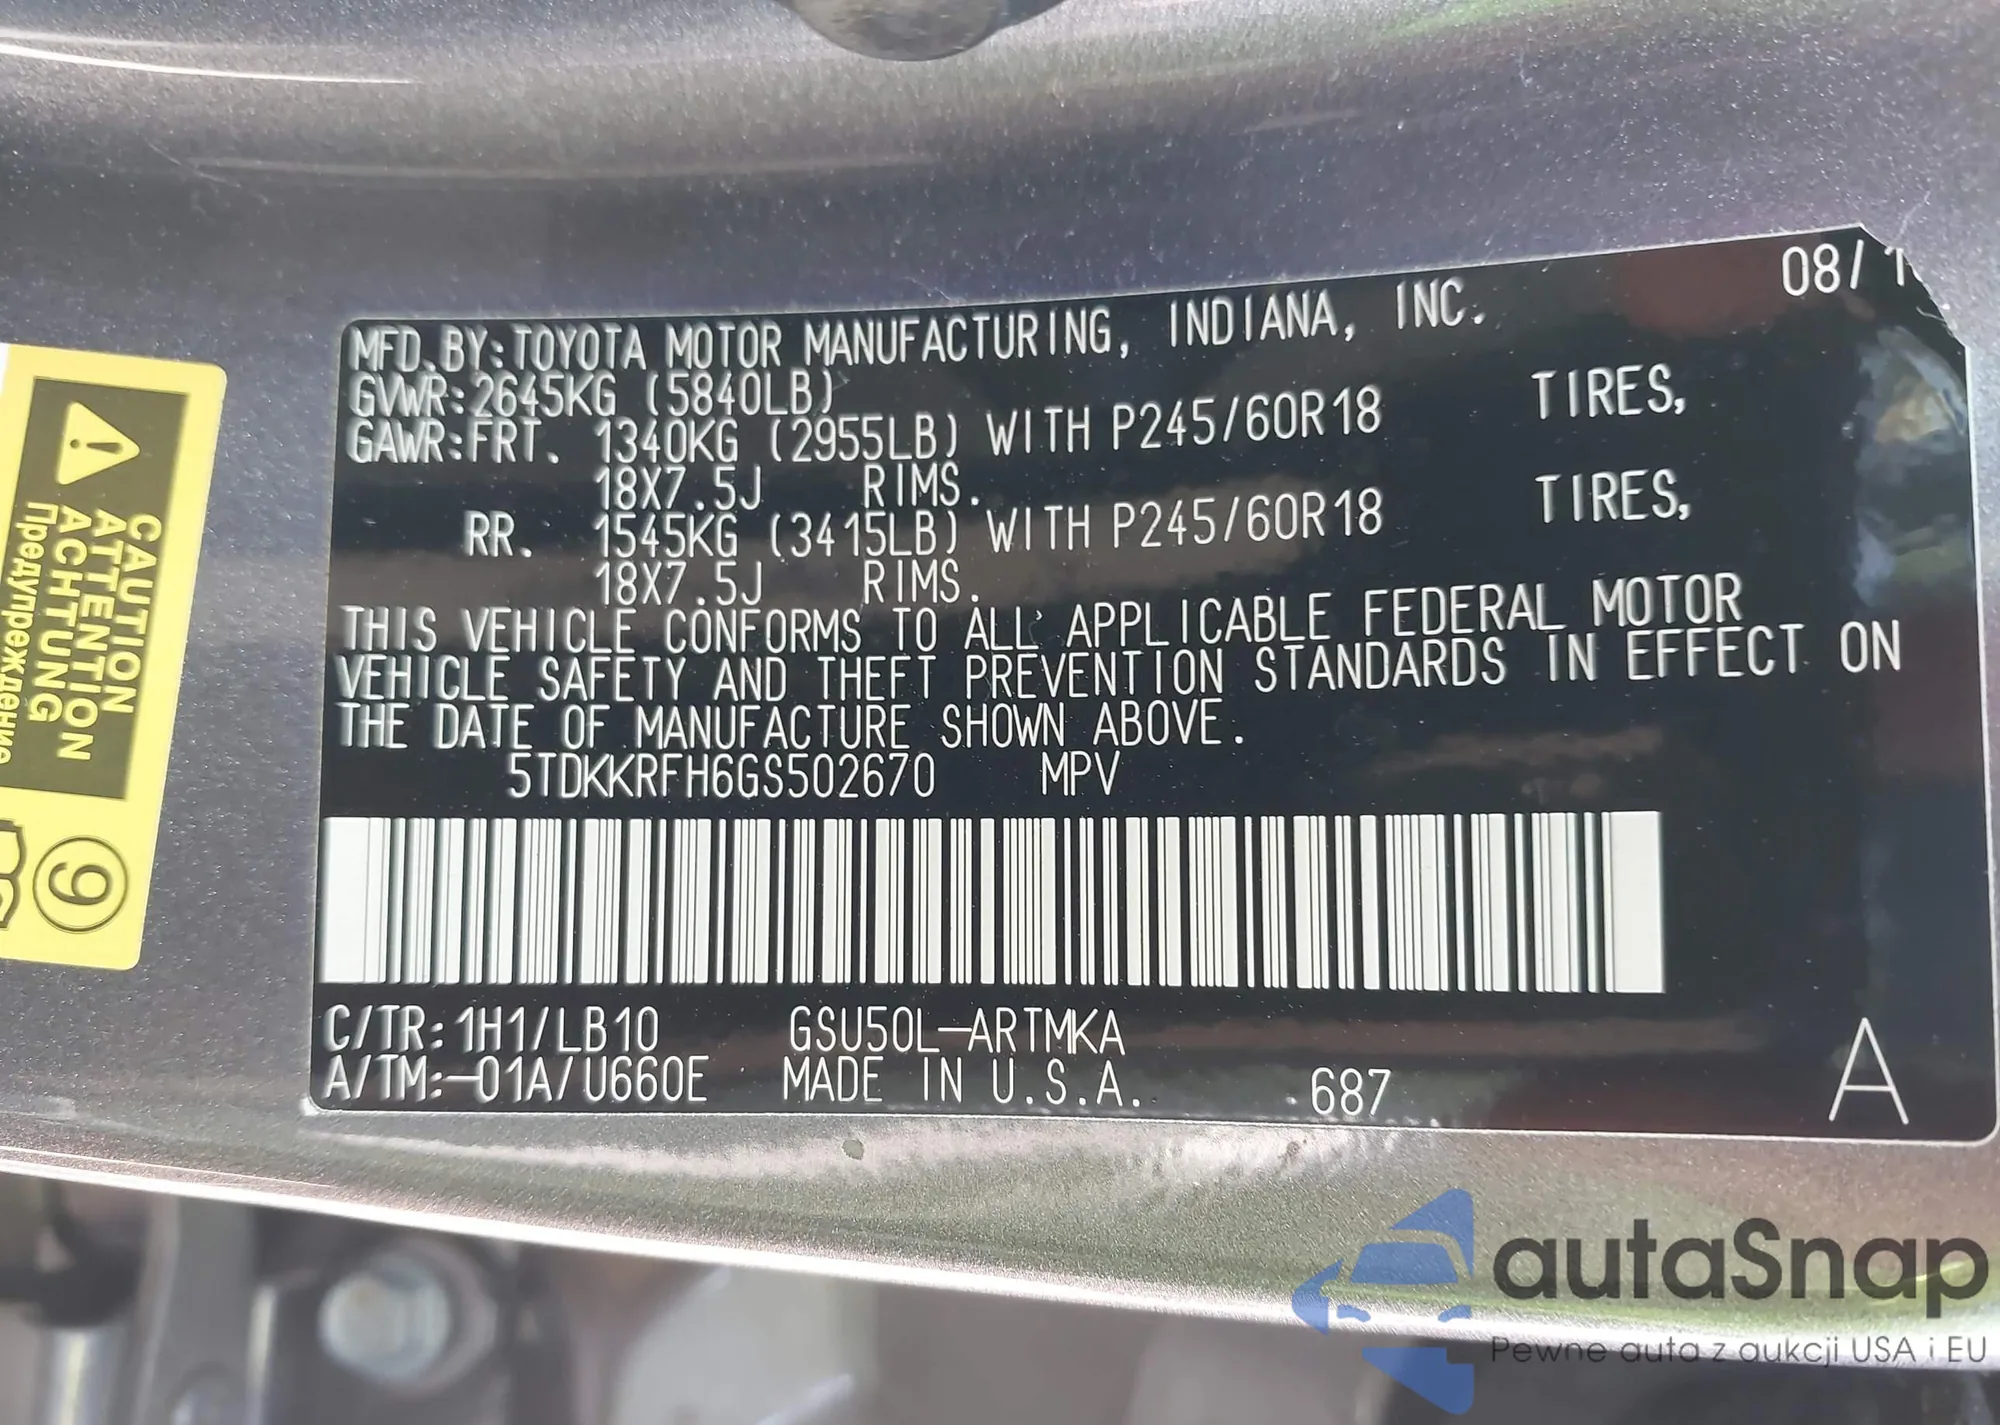 08/1
MFD.BY:TOYOTA MOTOR MANUFACTURING, INDIANA, INC.
GVWR:2645KG (5840LB)
GAWR:FRT. 1340KG (2955LB) WITH P245/60R18 TIRES,
18X7.5J RIMS.
RR. 1545KG (3415LB) WITH P245/60R18 TIRES,
18X7.5J RIMS.
THIS VEHICLE CONFORMS TO ALL APPLICABLE FEDERAL MOTOR
VEHICLE SAFETY AND THEFT PREVENTION STANDARDS IN EFFECT ON
THE DATE OF MANUFACTURE SHOWN ABOVE.
5TDKKRFH6GS502670 MPV
C/TR:1H1/LB10 GSU50L-ARTMKA
A/TM:-01A/U660E MADE IN U.S.A. 687
A
CAUTION
ATTENTION
ACHTUNG
Предупреждение
9
autaSnap
Pewne auta z aukcji USA i EU